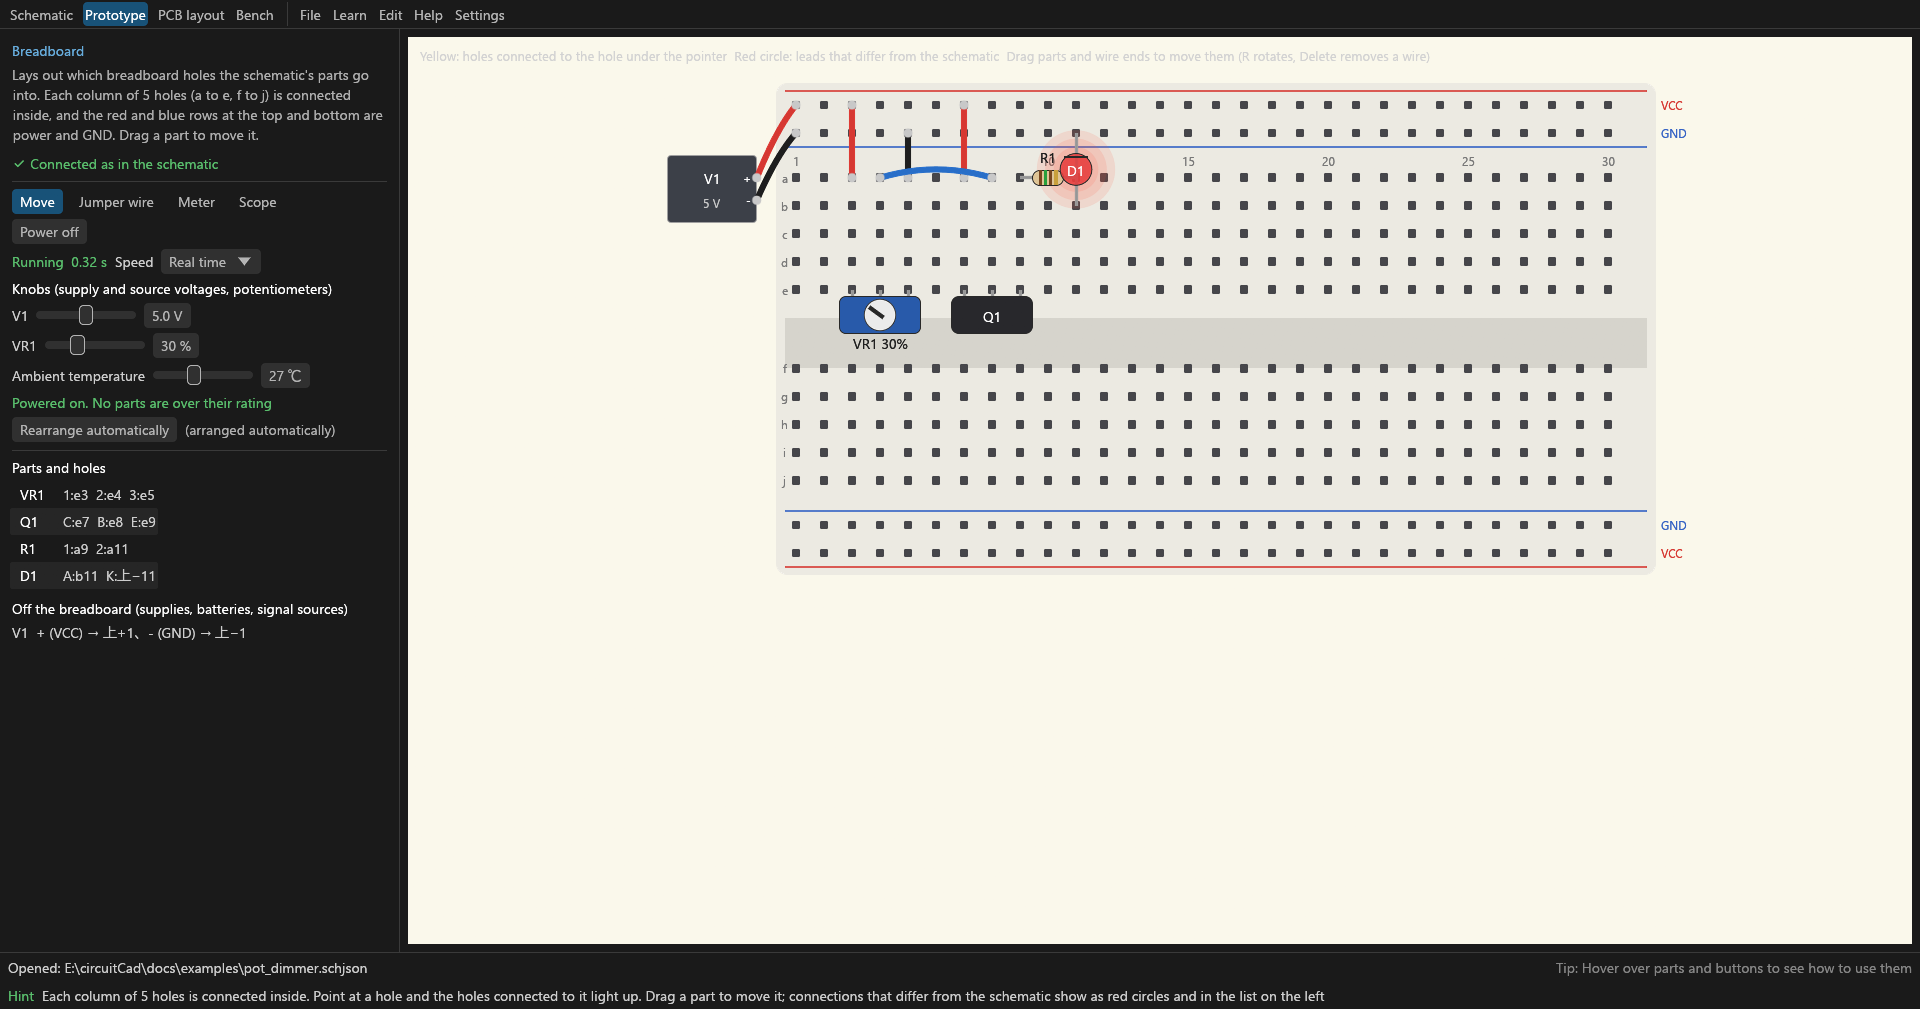 Schematic Prototype PCB layout Bench File Learn Edit Help Settings
Breadboard
Lays out which breadboard holes the schematic's parts go
into. Each column of 5 holes (a to e, f to j) is connected
inside, and the red and blue rows at the top and bottom are
power and GND. Drag a part to move it.
✓ Connected as in the schematic
Move Jumper wire Meter Scope
Power off
Running 0.32 s Speed Real time
Knobs (supply and source voltages, potentiometers)
V1 5.0 V
VR1 30 %
Ambient temperature 27 ℃
Powered on. No parts are over their rating
Rearrange automatically (arranged automatically)
Parts and holes
VR1 1:e3 2:e4 3:e5
Q1 C:e7 B:e8 E:e9
R1 1:a9 2:a11
D1 A:b11 K:上−11
Off the breadboard (supplies, batteries, signal sources)
V1 + (VCC) → 上+1、- (GND) → 上−1
Yellow: holes connected to the hole under the pointer Red circle: leads that differ from the schematic Drag parts and wire ends to move them (R rotates, Delete removes a wire)
VCC
GND
1 15 20 25 30
V1 +
5 V -
R1
D1
a
b
c
d
e
Q1
VR1 30%
f
g
h
i
j
GND
VCC
Opened: E:\circuitCad\docs\examples\pot_dimmer.schjson
Tip: Hover over parts and buttons to see how to use them
Hint Each column of 5 holes is connected inside. Point at a hole and the holes connected to it light up. Drag a part to move it; connections that differ from the schematic show as red circles and in the list on the left